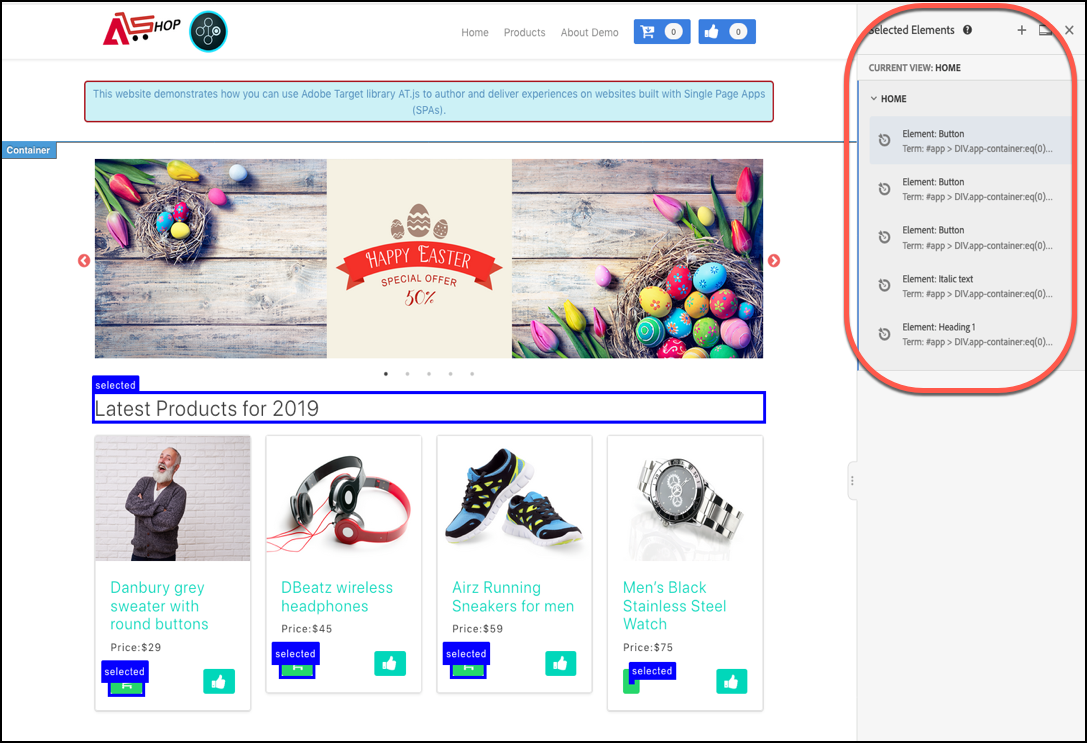 ASHOP
Home
Products
About Demo
0
0
This website demonstrates how you can use Adobe Target library AT.js to author and deliver experiences on websites built with Single Page Apps
(SPAs).
Container
HAPPY EASTER
SPECIAL OFFER
50%
selected
Latest Products for 2019
Danbury grey
sweater with
round buttons
Price:$29
selected
DBeatz wireless
headphones
Price:$45
selected
Airz Running
Sneakers for men
Price:$59
selected
Men's Black
Stainless Steel
Watch
Price:$75
selected
Selected Elements
CURRENT VIEW: HOME
HOME
Element: Button
Term: #app > DIV.app-container:eq(0)...
Element: Button
Term: #app > DIV.app-container:eq(0)...
Element: Button
Term: #app > DIV.app-container:eq(0)...
Element: Italic text
Term: #app > DIV.app-container:eq(0)...
Element: Heading 1
Term: #app > DIV.app-container:eq(0)...